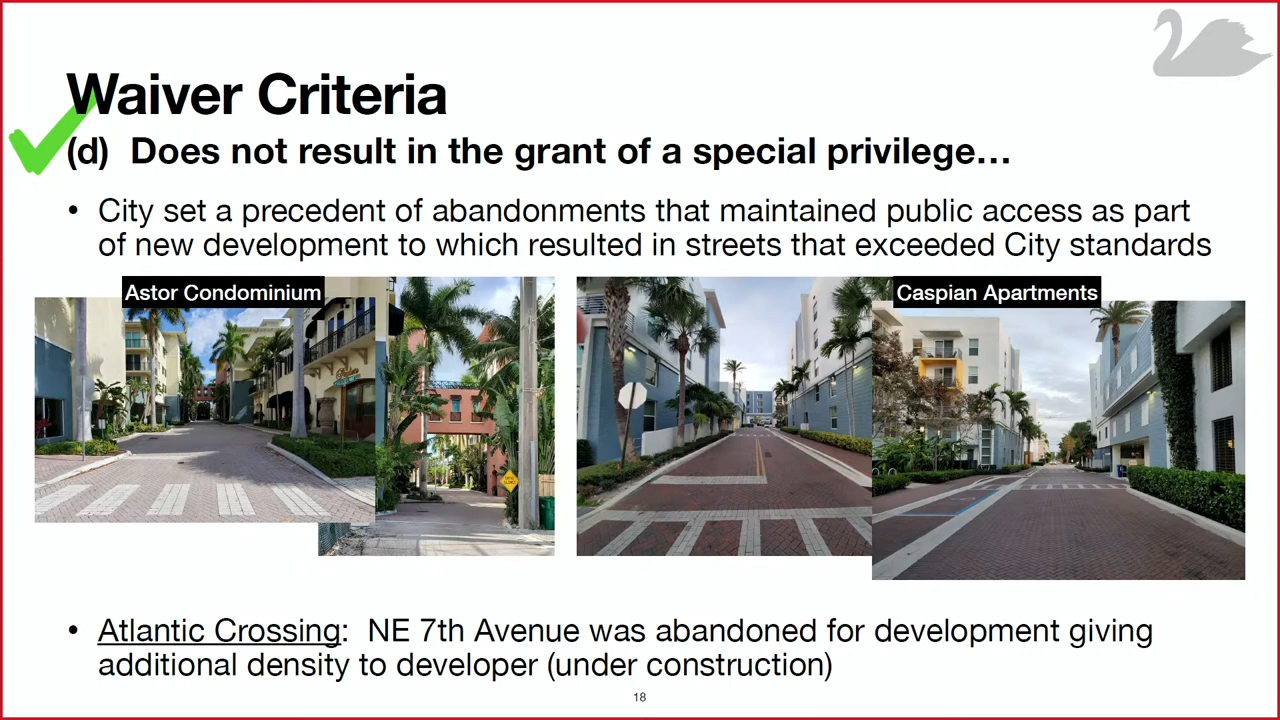 Waiver Criteria
(d) Does not result in the grant of a special privilege…
• City set a precedent of abandonments that maintained public access as part
of new development to which resulted in streets that exceeded City standards
Astor Condominium
Caspian Apartments
• Atlantic Crossing: NE 7th Avenue was abandoned for development giving
additional density to developer (under construction)
18